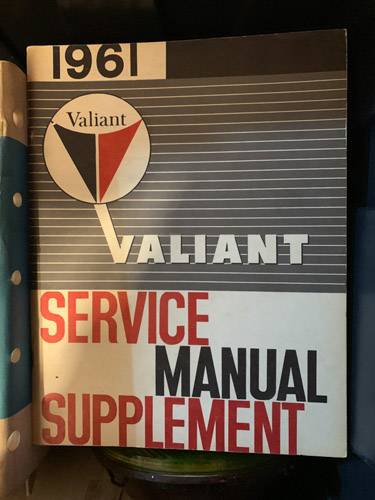 1961
Valiant
VALIANT
SERVICE
MANUAL
SUPPLEMENT